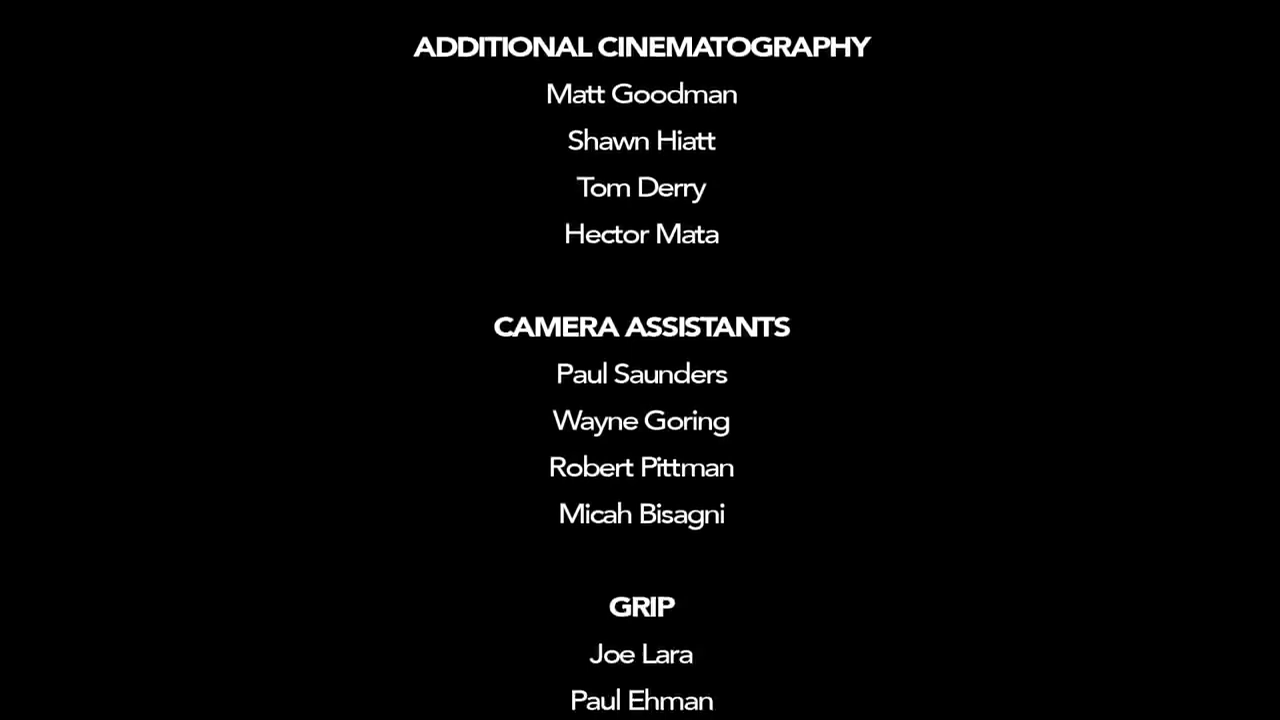 ADDITIONAL CINEMATOGRAPHY
Matt Goodman
Shawn Hiatt
Tom Derry
Hector Mata
CAMERA ASSISTANTS
Paul Saunders
Wayne Goring
Robert Pittman
Micah Bisagni
GRIP
Joe Lara
Paul Ehman